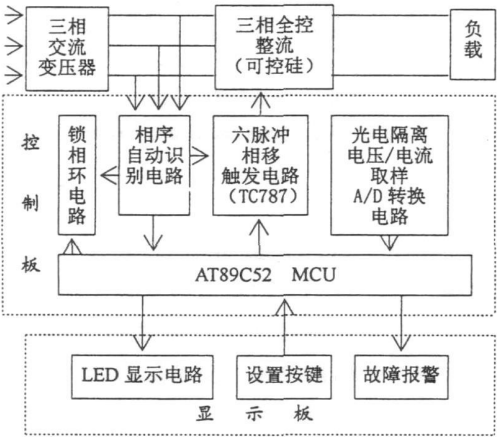 三相
交流
变压器
三相全控
整流
(可控硅)
负
载
控
制
板
锁
相
环
电
路
相序
自动识
别电路
六脉冲
相移
触发电路
(TC787)
光电隔离
电压/电流
取样
A/D 转换
电路
AT89C52 MCU
LED 显示电路
设置按键
故障报警
显 示 板